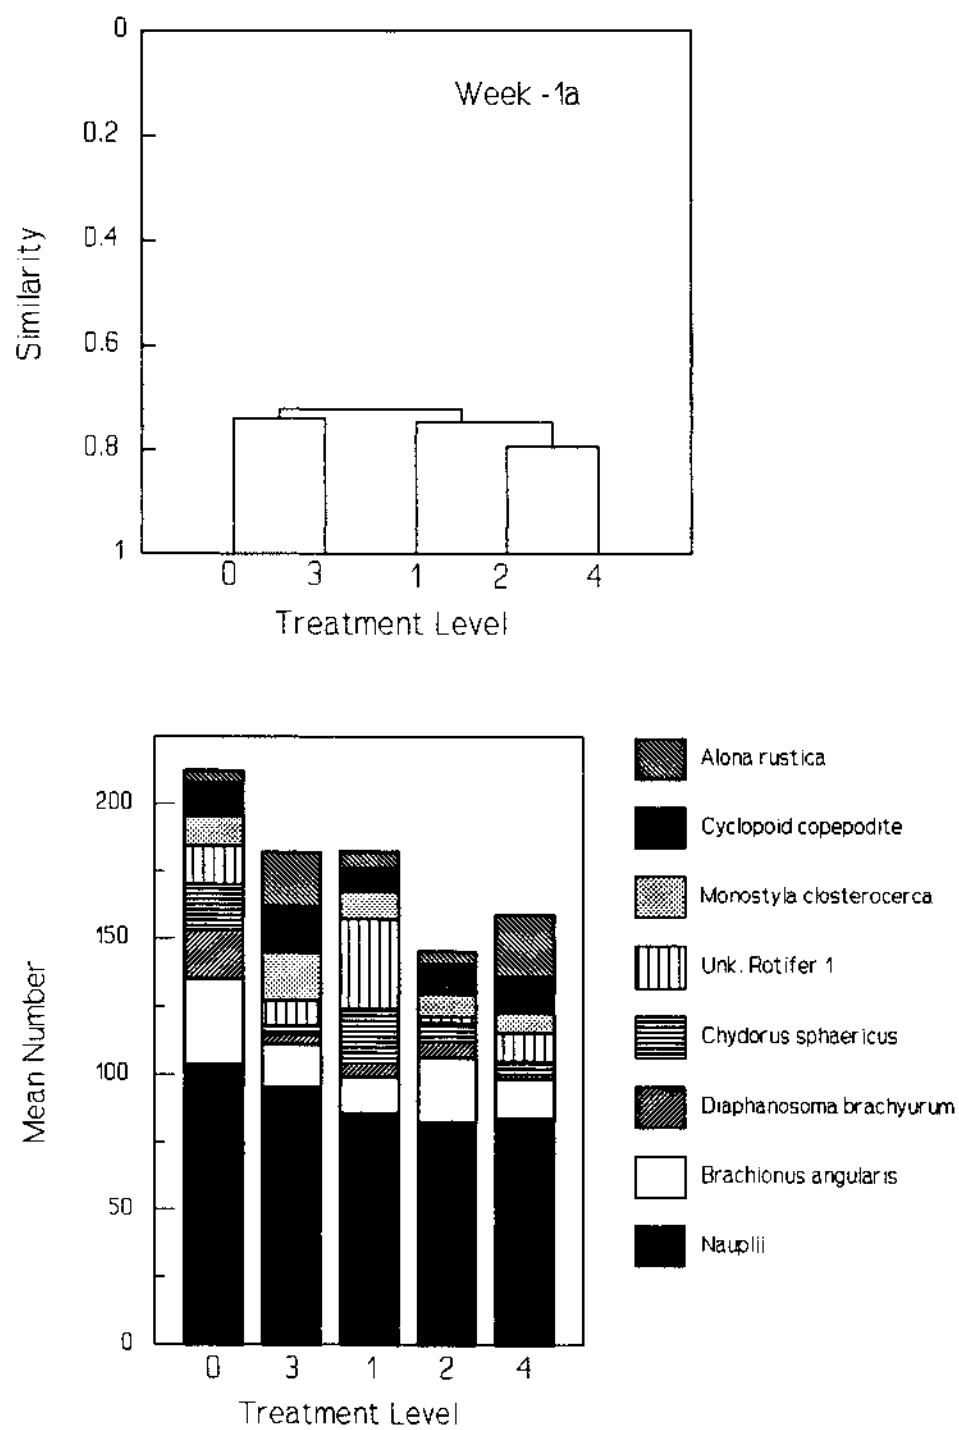 0
Week -1a
0.2
0.4
0.6
0.8
1
Similarity
0 3 1 2 4
Treatment Level
200
150
100
50
0
Mean Number
0 3 1 2 4
Treatment Level
Alona rustica
Cyclopoid copepodite
Monostyla closterocerca
Unk. Rotifer 1
Chydorus sphaericus
Diaphanosoma brachyurum
Brachionus angularis
Nauplii